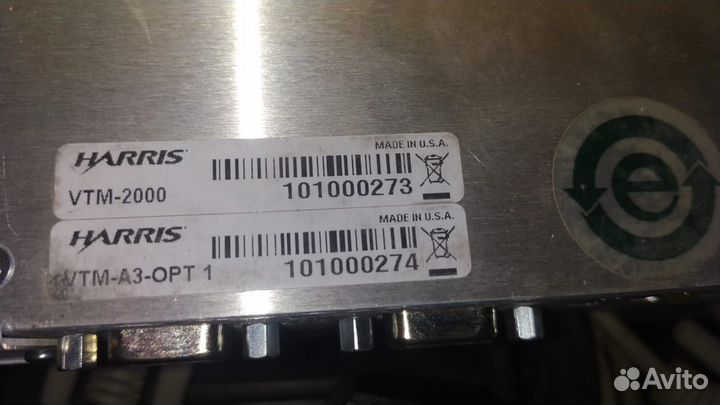 HARRIS
MADE IN U.S.A.
VTM-2000
101000273
HARRIS
MADE IN U.S.A.
VTM-A3-OPT 1
101000274
e
Avito